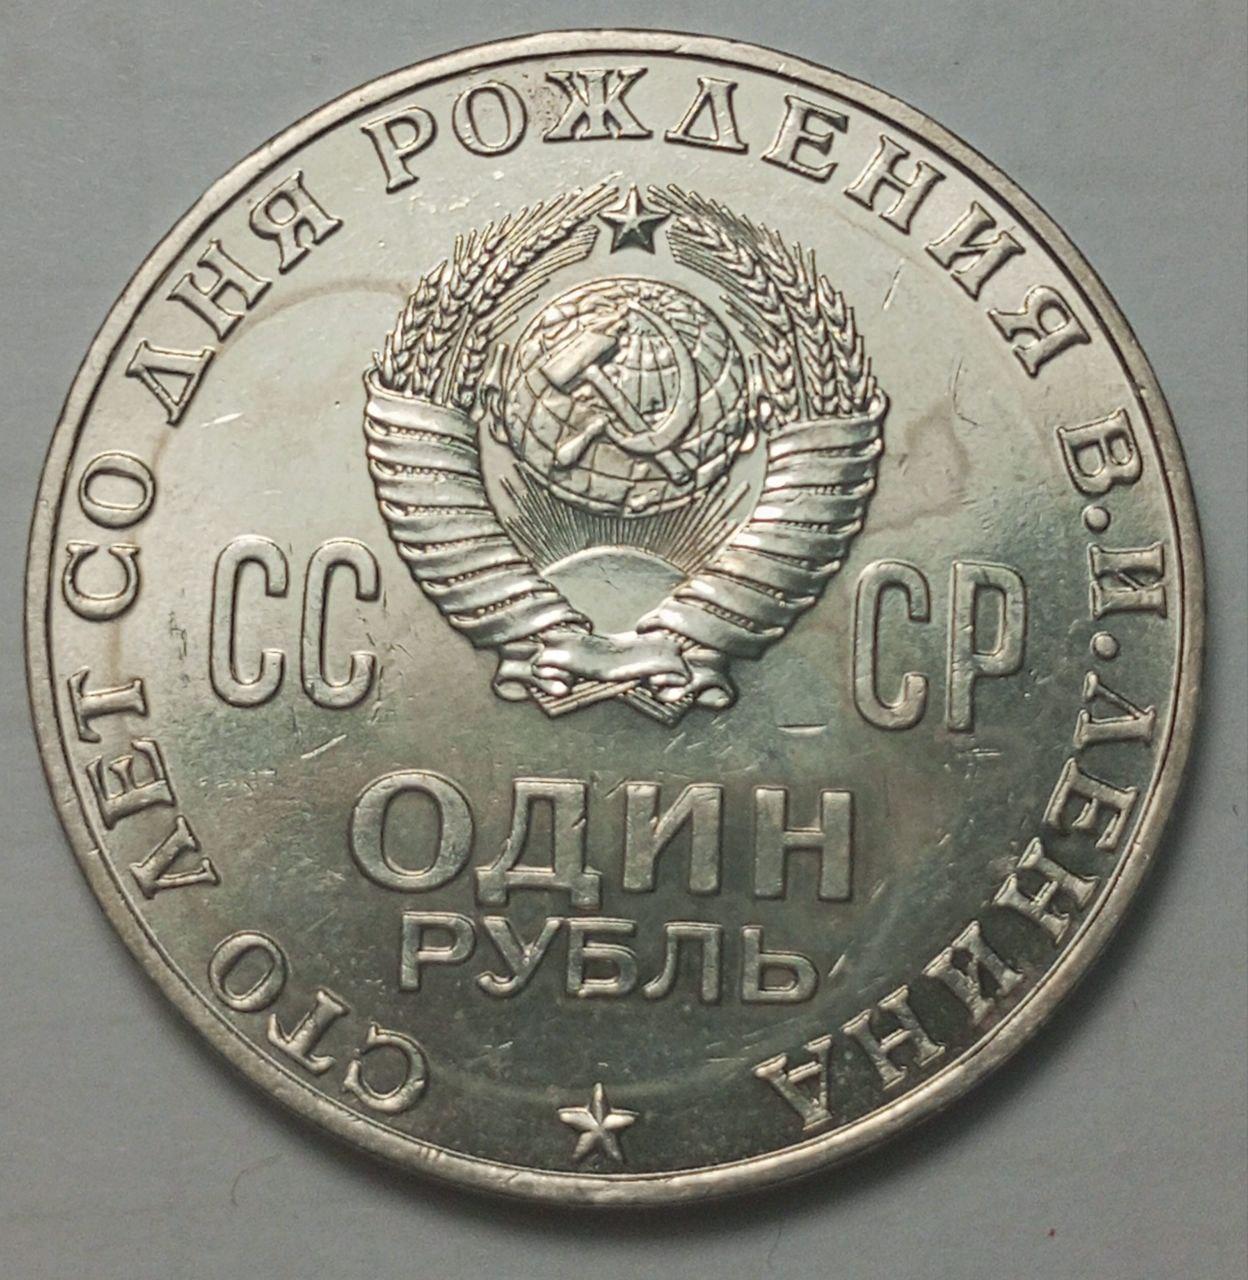 СТО ЛЕТ СО ДНЯ РОЖДЕНИЯ В.И.ЛЕНИНА
СС СР
ОДИН
РУБЛЬ